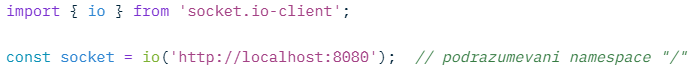 import { io } from 'socket.io-client';
const socket = io('http://localhost:8080');  // podrazumevani namespace "/"